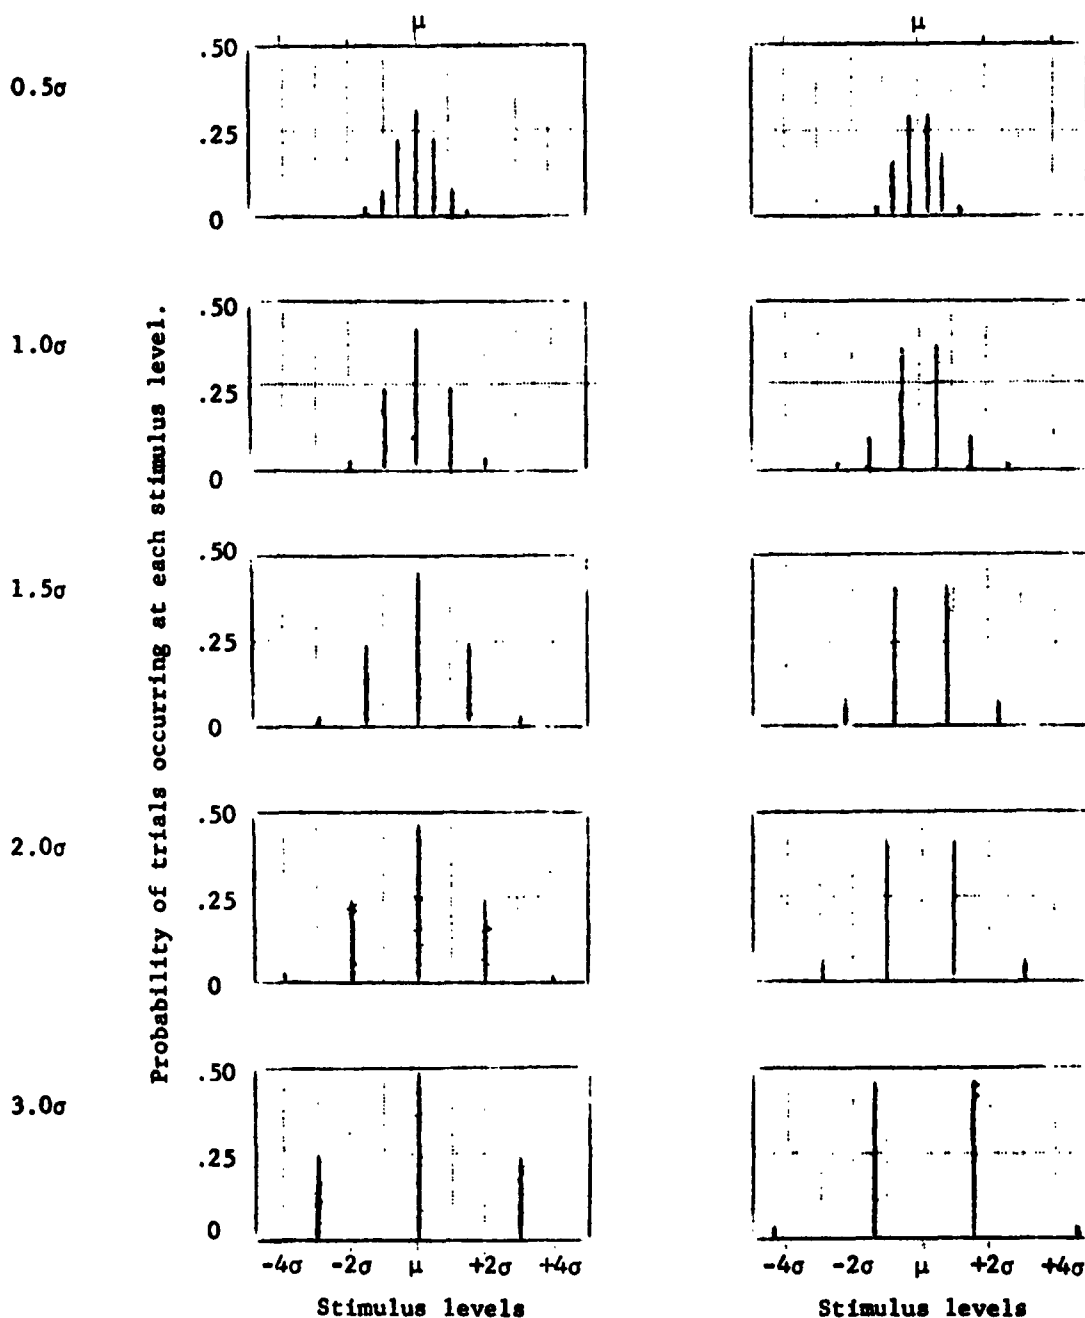 μ μ
0.5σ
.50
.25
0
1.0σ
.50
.25
0
1.5σ
.50
.25
0
2.0σ
.50
.25
0
3.0σ
.50
.25
0
Probability of trials occurring at each stimulus level.
-4σ -2σ μ +2σ +4σ
-4σ -2σ μ +2σ +4σ
Stimulus levels
Stimulus levels